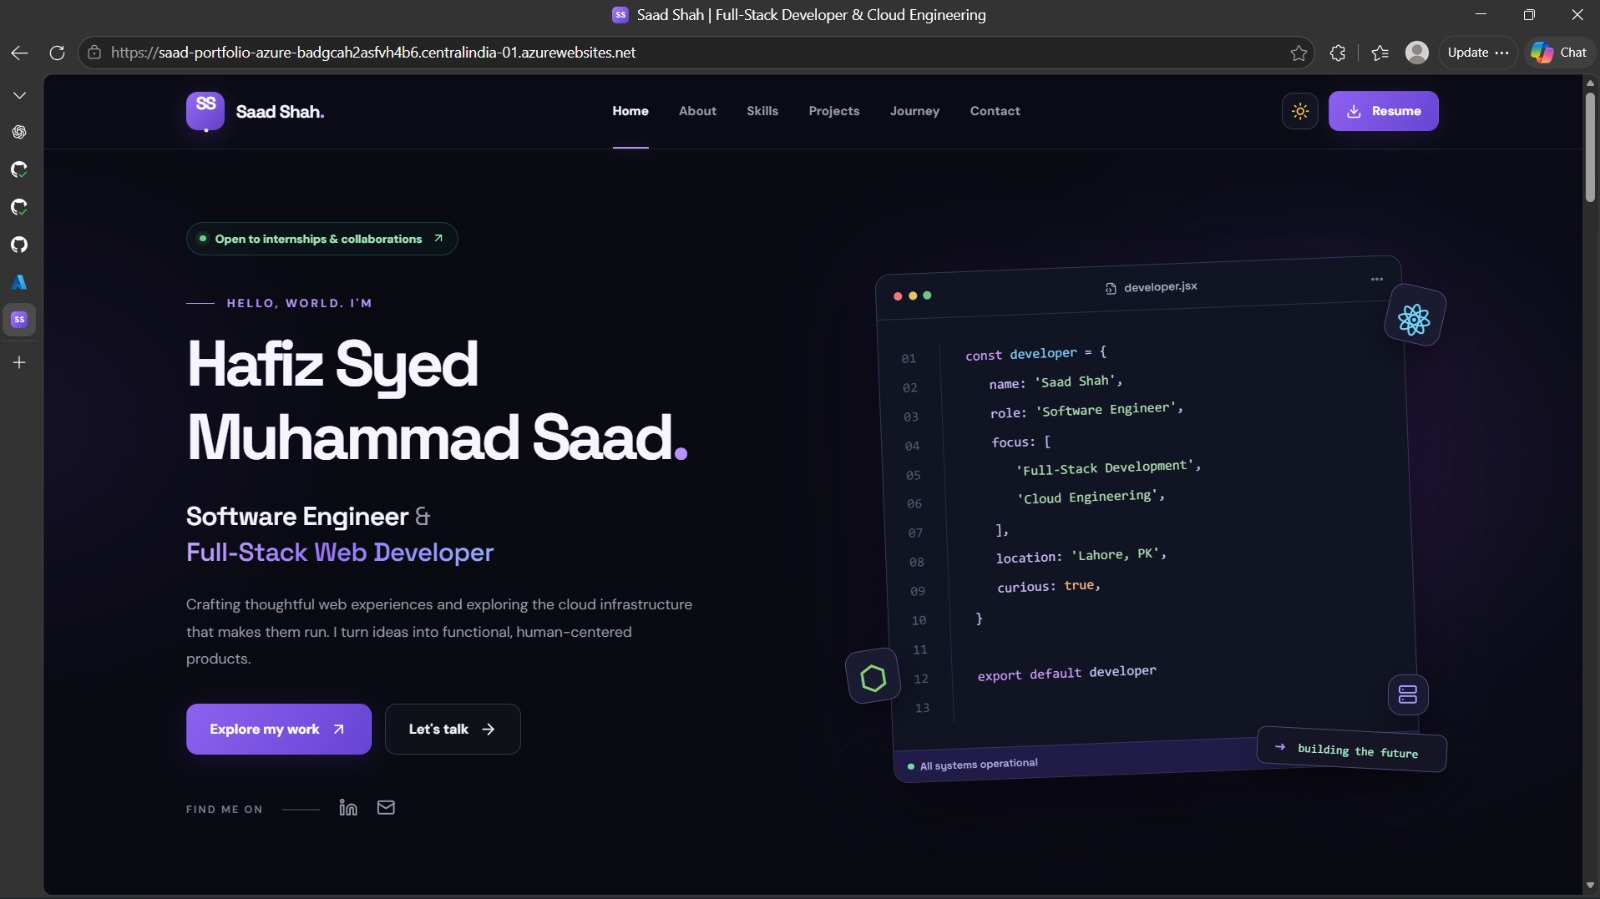 SS Saad Shah | Full-Stack Developer & Cloud Engineering
https://saad-portfolio-azure-badgcah2asfvh4b6.centralindia-01.azurewebsites.net
Update
Chat
SS
SS
Saad Shah.
Home
About
Skills
Projects
Journey
Contact
Resume
Open to internships & collaborations
HELLO, WORLD. I'M
Hafiz Syed
Muhammad Saad.
Software Engineer &
Full-Stack Web Developer
Crafting thoughtful web experiences and exploring the cloud infrastructure
that makes them run. I turn ideas into functional, human-centered
products.
Explore my work
Let's talk
FIND ME ON
in
developer.jsx
01 const developer = {
02 name: 'Saad Shah',
03 role: 'Software Engineer',
04 focus: [
05 'Full-Stack Development',
06 'Cloud Engineering',
07 ],
08 location: 'Lahore, PK',
09 curious: true,
10 }
11
12 export default developer
13
All systems operational
→ building the future